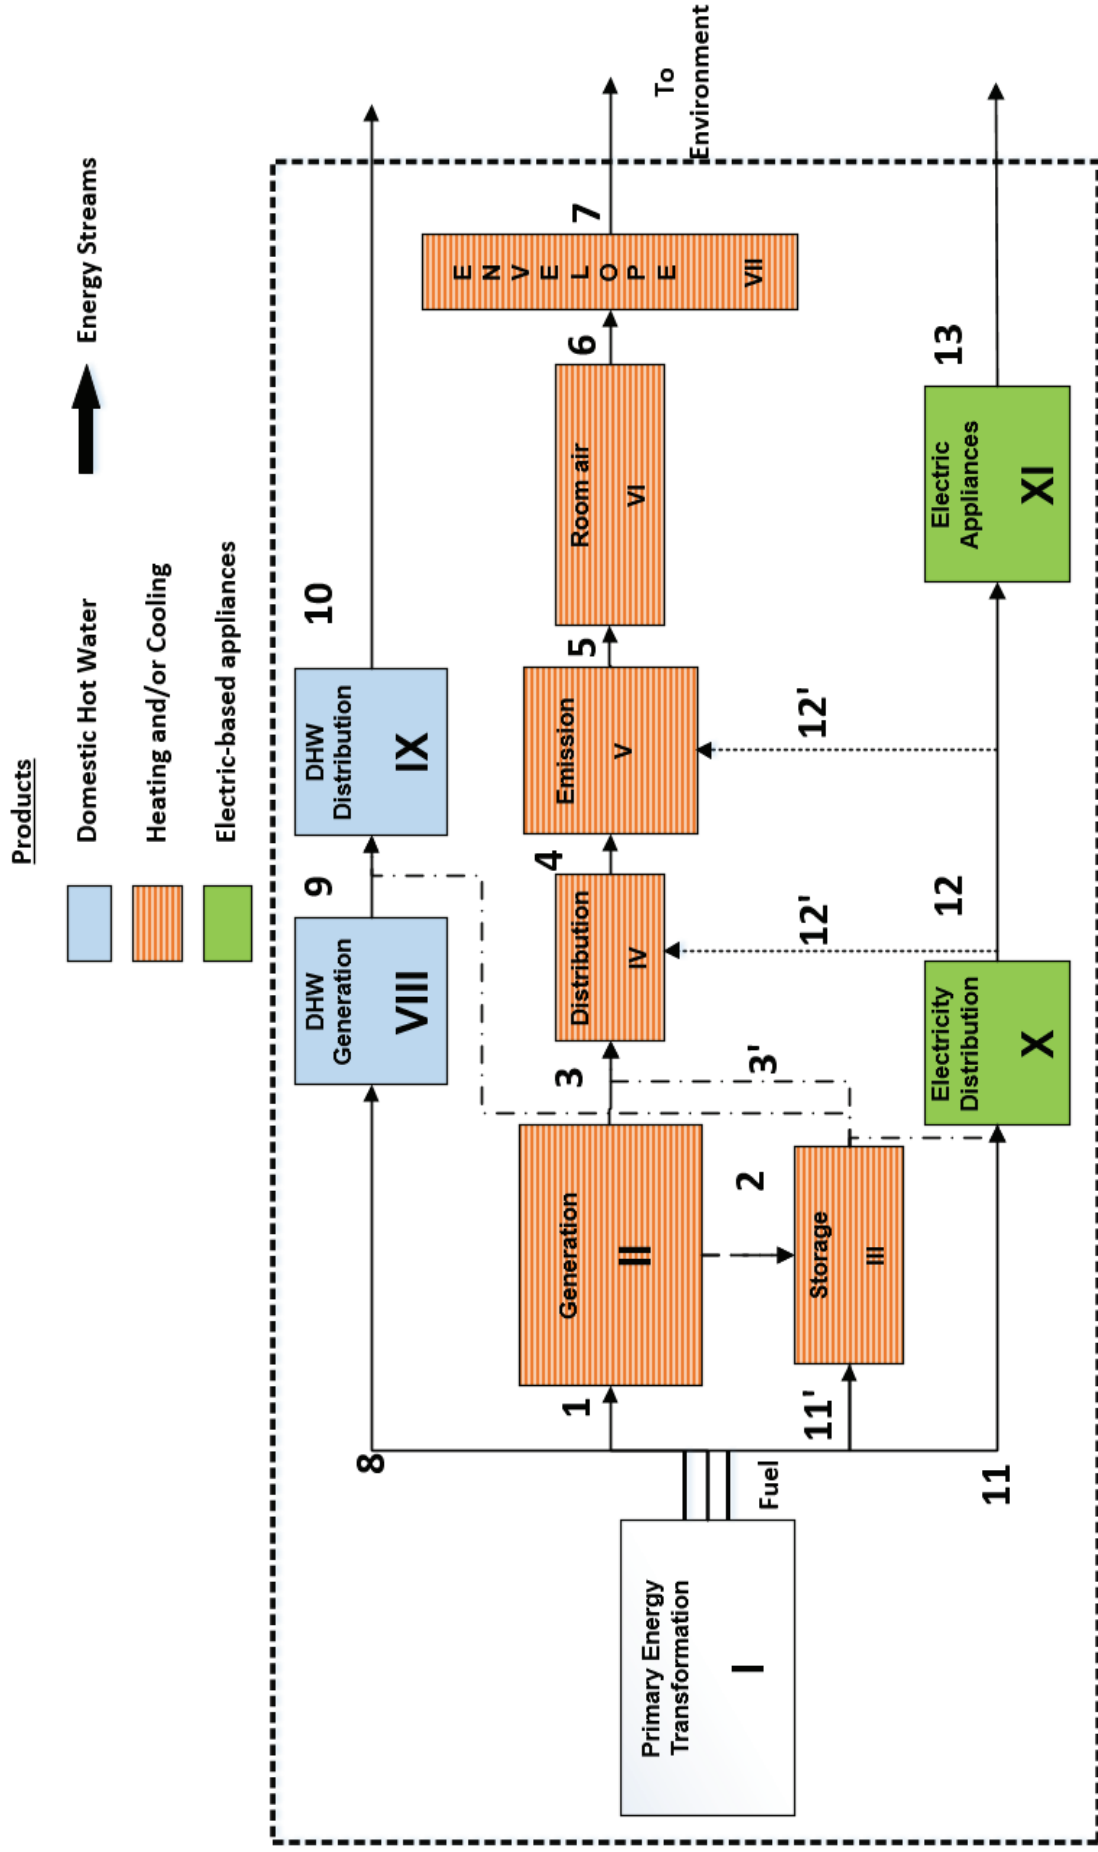 Products
Domestic Hot Water
Heating and/or Cooling
Electric-based appliances
Energy Streams
8
DHW
Generation
VIII
9
DHW
Distribution
IX
10
Primary Energy
Transformation
I
Fuel
1
Generation
II
2
3
Distribution
IV
4
Emission
V
5
Room air
VI
6
E
N
V
E
L
O
P
E
VII
7
To
Environment
11'
Storage
III
3'
12'
12'
11
Electricity
Distribution
X
12
Electric
Appliances
XI
13